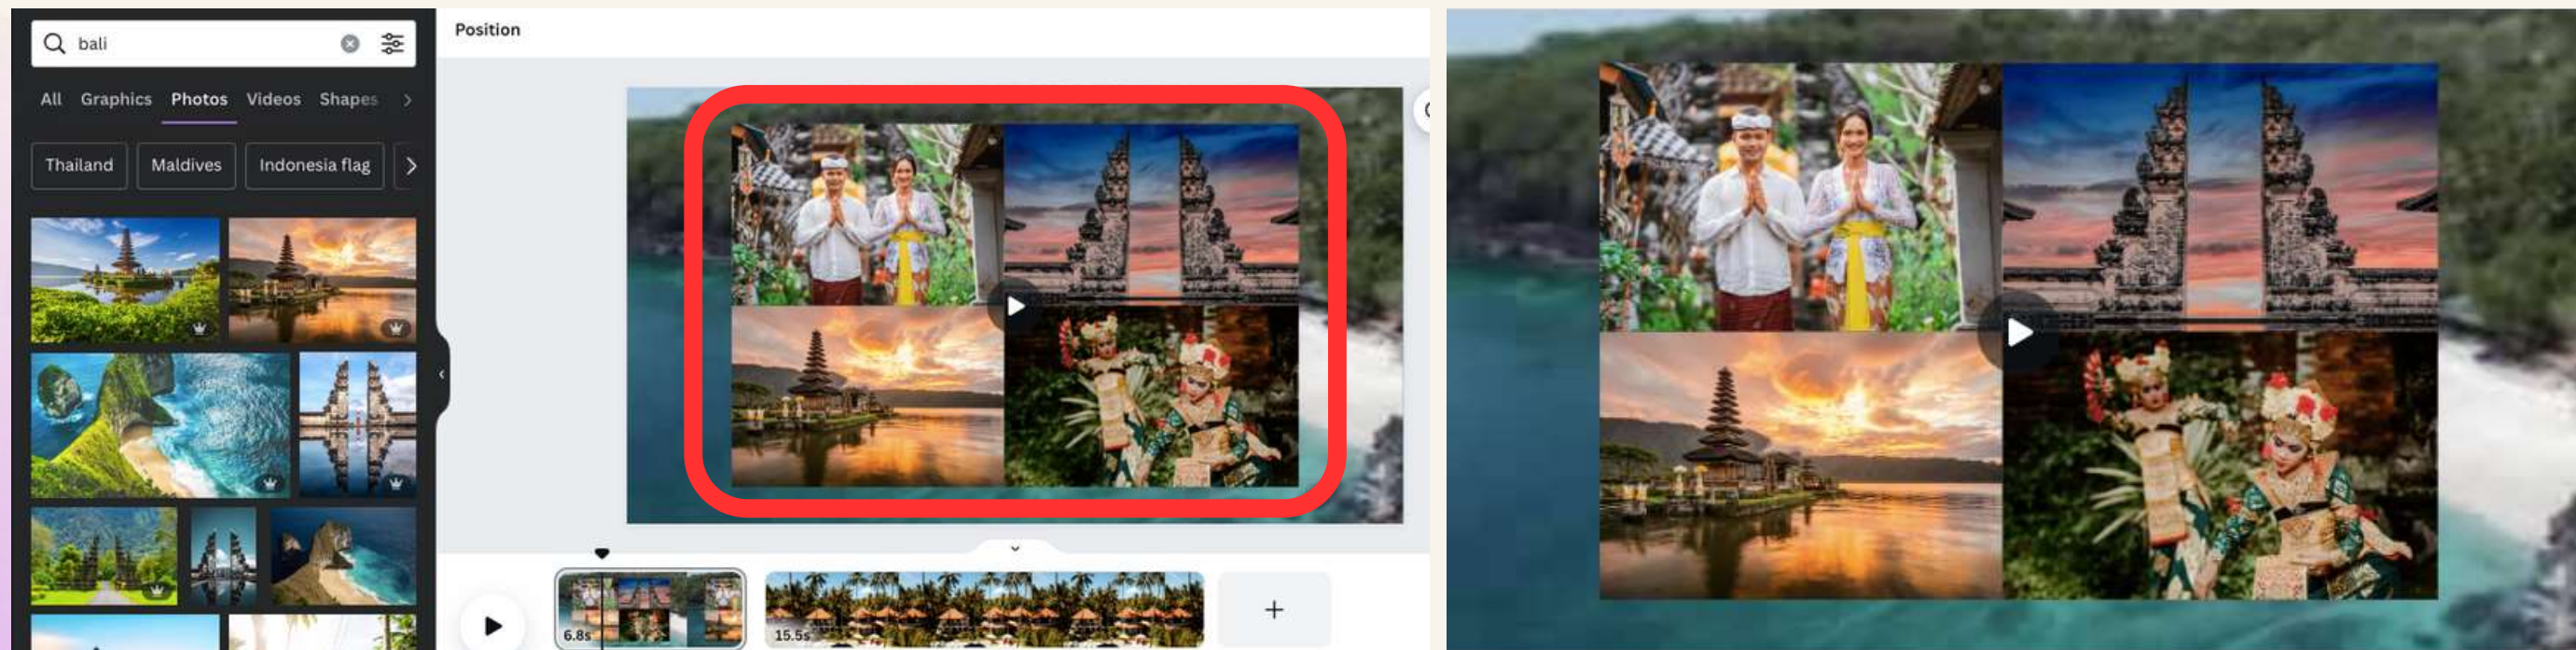 bali
Position
All Graphics Photos Videos Shapes
Thailand Maldives Indonesia flag
6.8s
15.5s